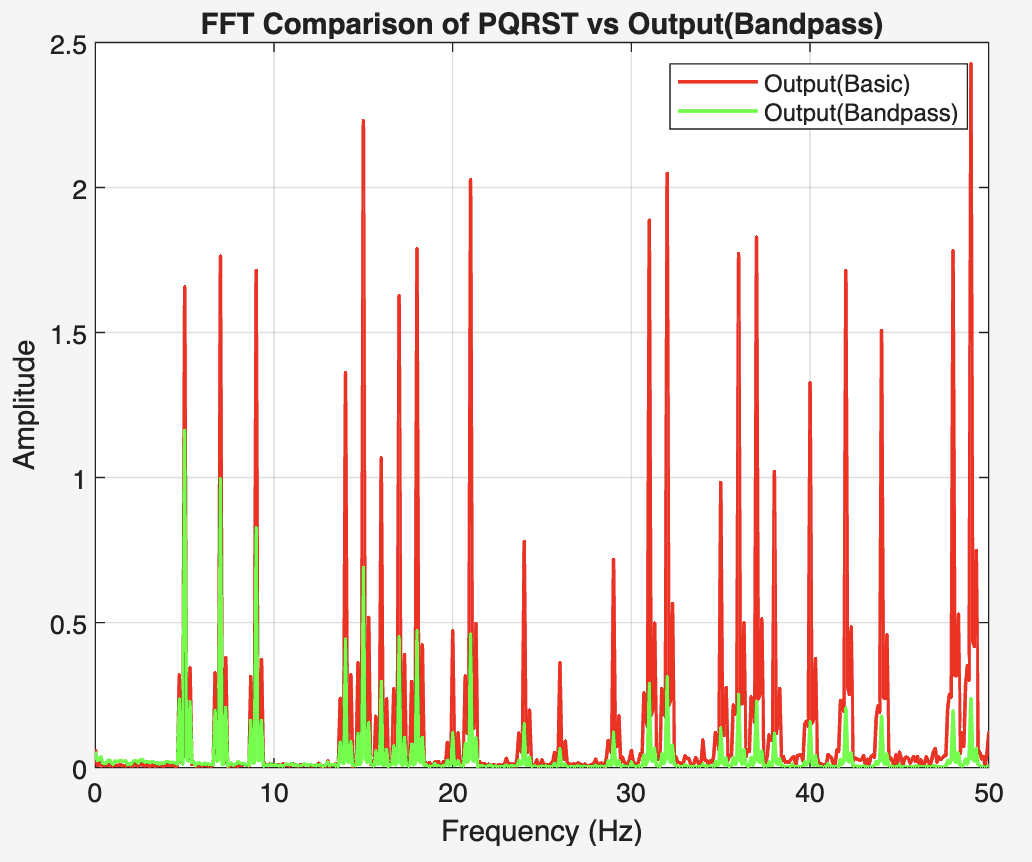 FFT Comparison of PQRST vs Output(Bandpass)
Output(Basic)
Output(Bandpass)
Amplitude
2.5
2
1.5
1
0.5
0
0 10 20 30 40 50
Frequency (Hz)